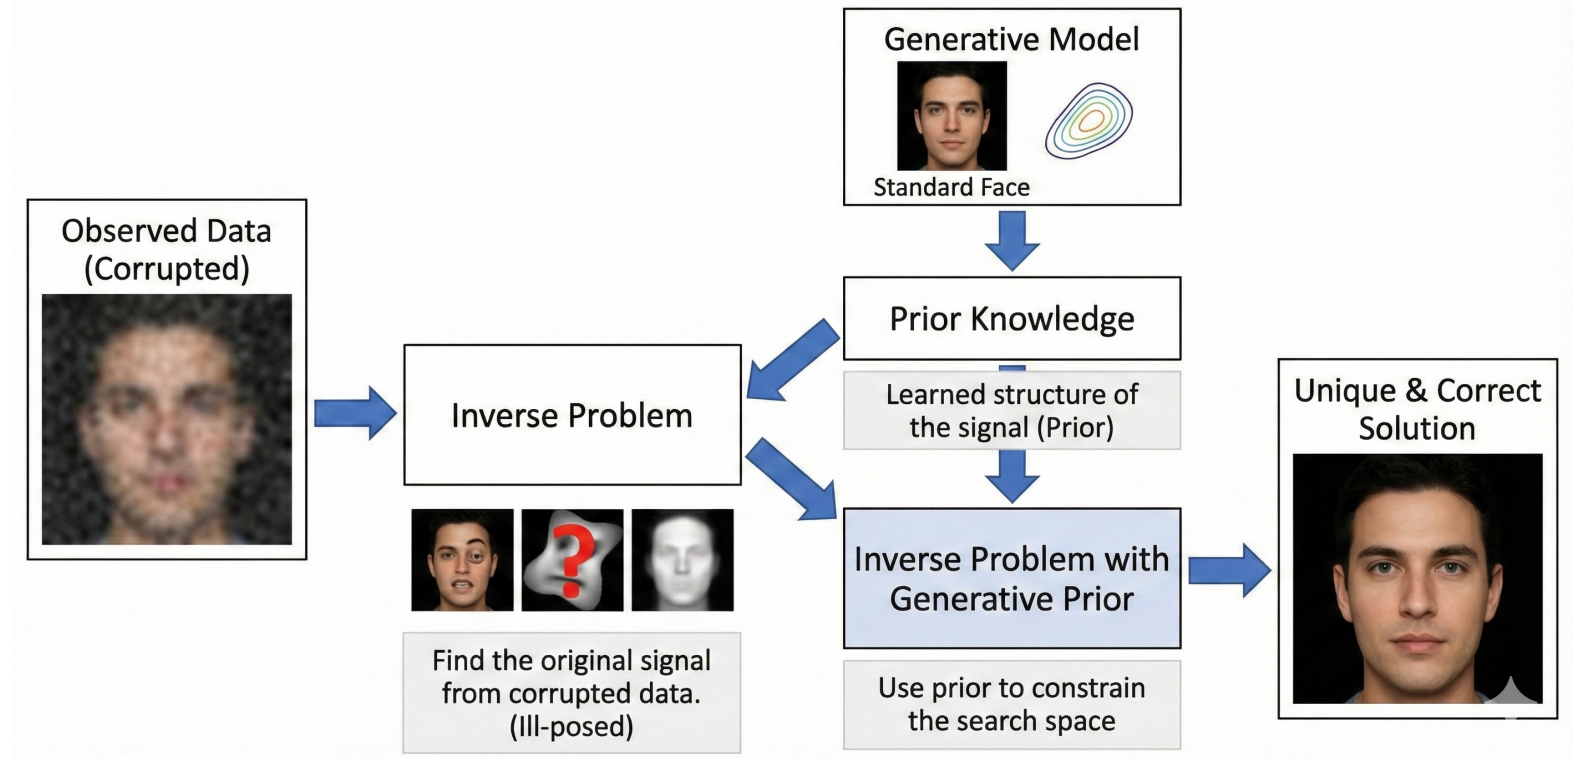 Generative Model
Standard Face
Observed Data
(Corrupted)
Prior Knowledge
Inverse Problem
Learned structure of
the signal (Prior)
Unique & Correct
Solution
?
Inverse Problem with
Generative Prior
Find the original signal
from corrupted data.
(Ill-posed)
Use prior to constrain
the search space